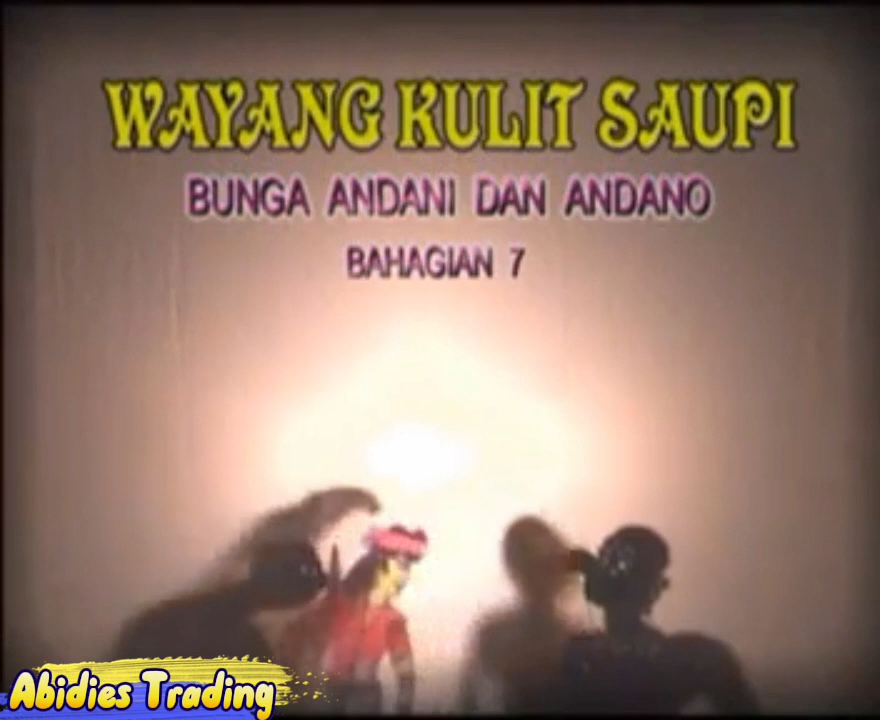 WAYANG KULIT SAUPI
BUNGA ANDANI DAN ANDANO
BAHAGIAN 7
Abidies Trading